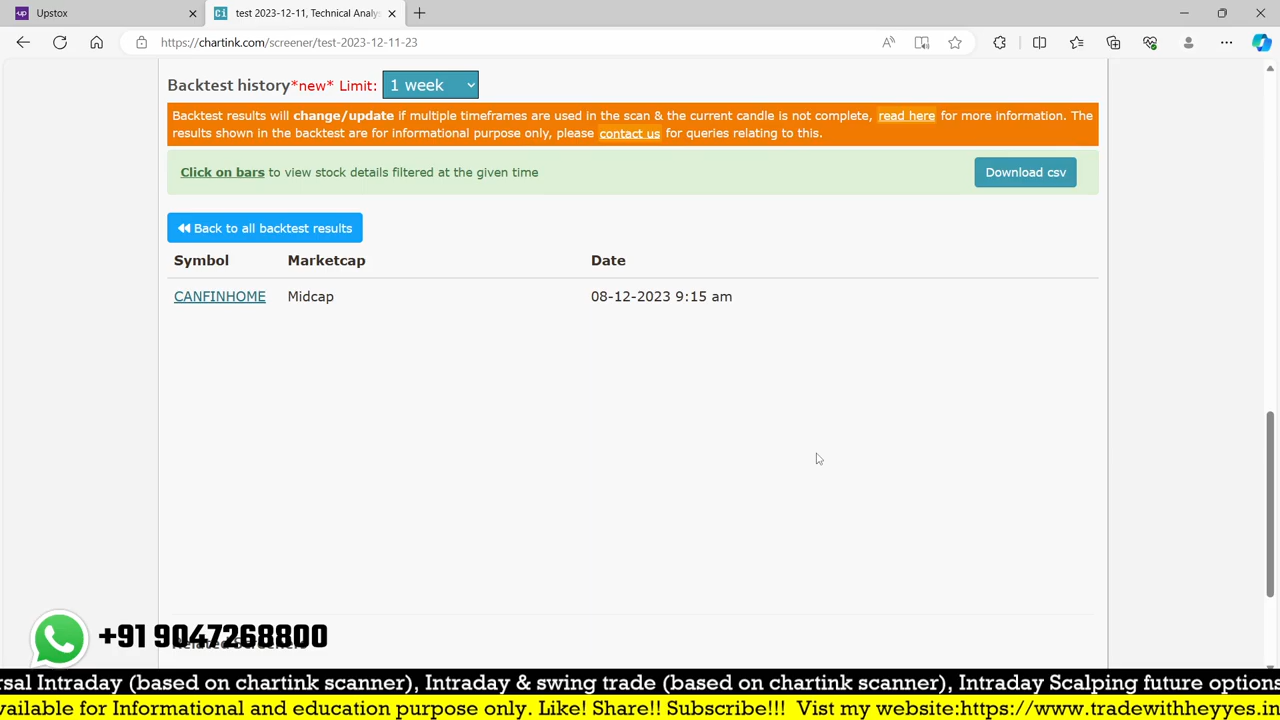 Upstox
test 2023-12-11, Technical Analys
https://chartink.com/screener/test-2023-12-11-23
Backtest history*new* Limit: 1 week
Backtest results will change/update if multiple timeframes are used in the scan & the current candle is not complete, read here for more information. The
results shown in the backtest are for informational purpose only, please contact us for queries relating to this.
Click on bars to view stock details filtered at the given time
Download csv
Back to all backtest results
Symbol Marketcap Date
CANFINHOME Midcap 08-12-2023 9:15 am
+91 9047268800
rsal Intraday (based on chartink scanner), Intraday & swing trade (based on chartink scanner), Intraday Scalping future options
vailable for Informational and education purpose only. Like! Share!! Subscribe!!! Vist my website:https://www.tradewithheyyes.in